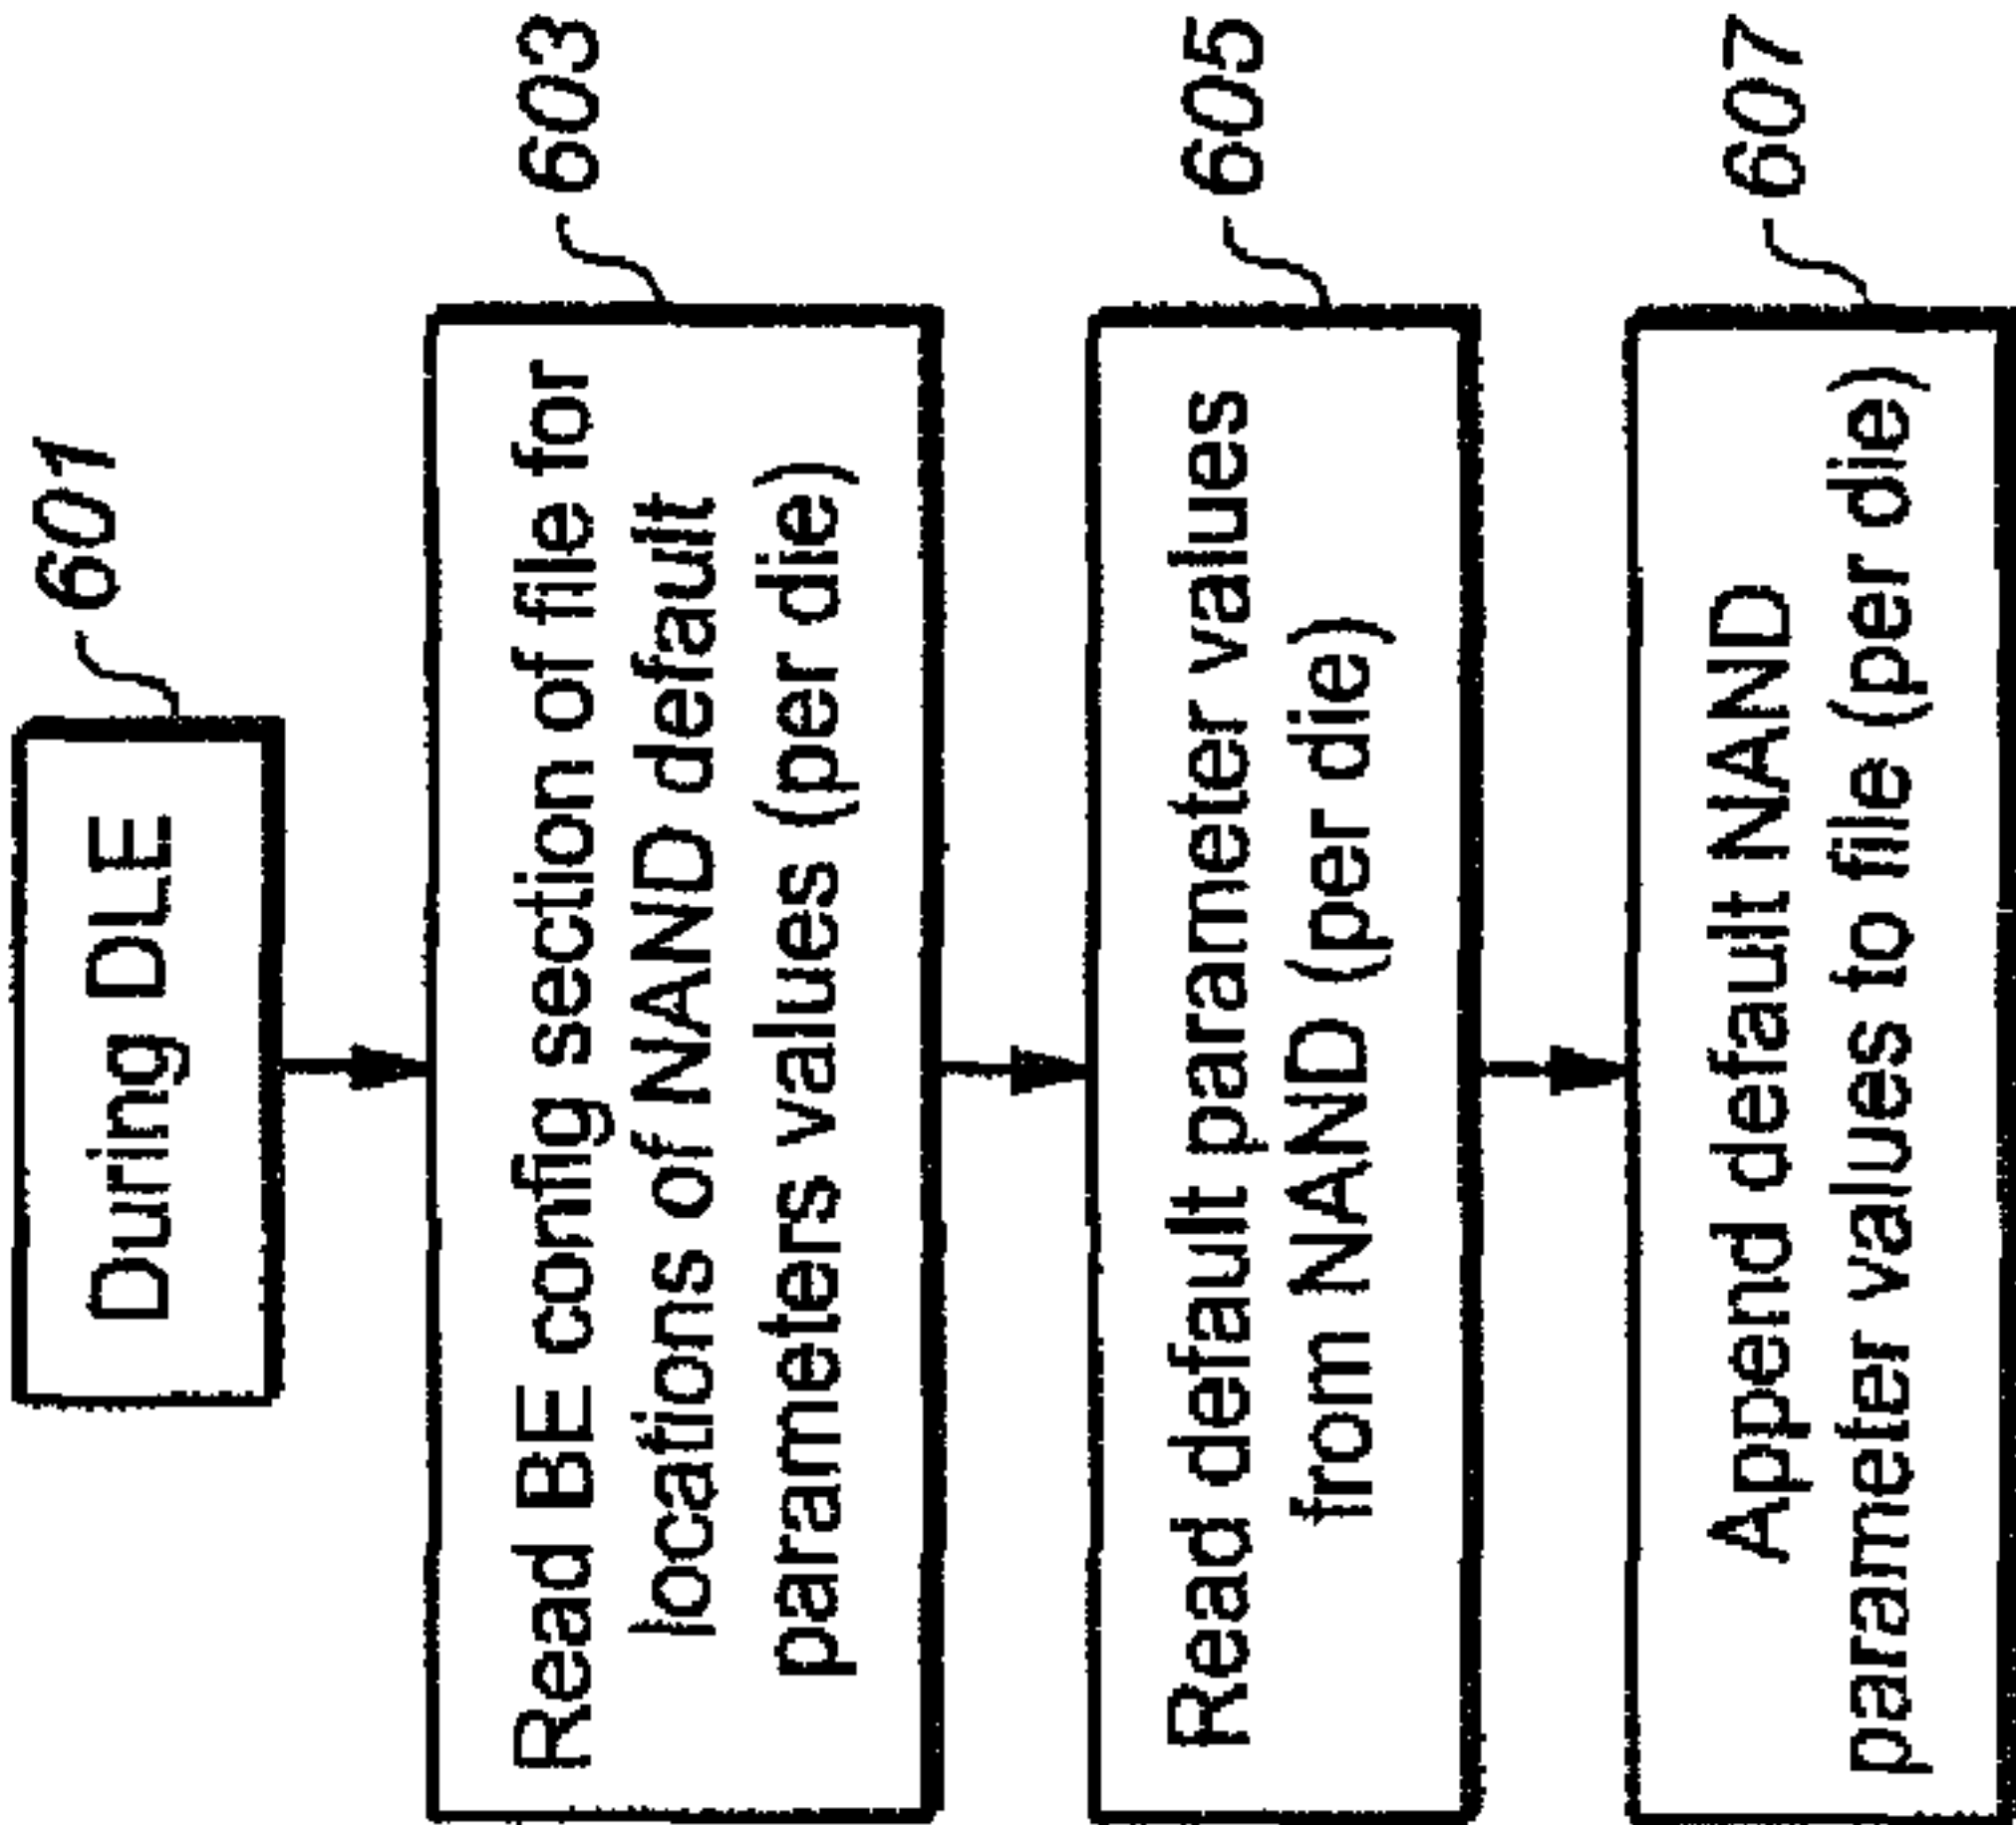 During DLE
601
Read BE config section of file for
locations of NAND default
parameters values (per die)
603
Read default parameter values
from NAND (per die)
605
Append default NAND
parameter values to file (per die)
607